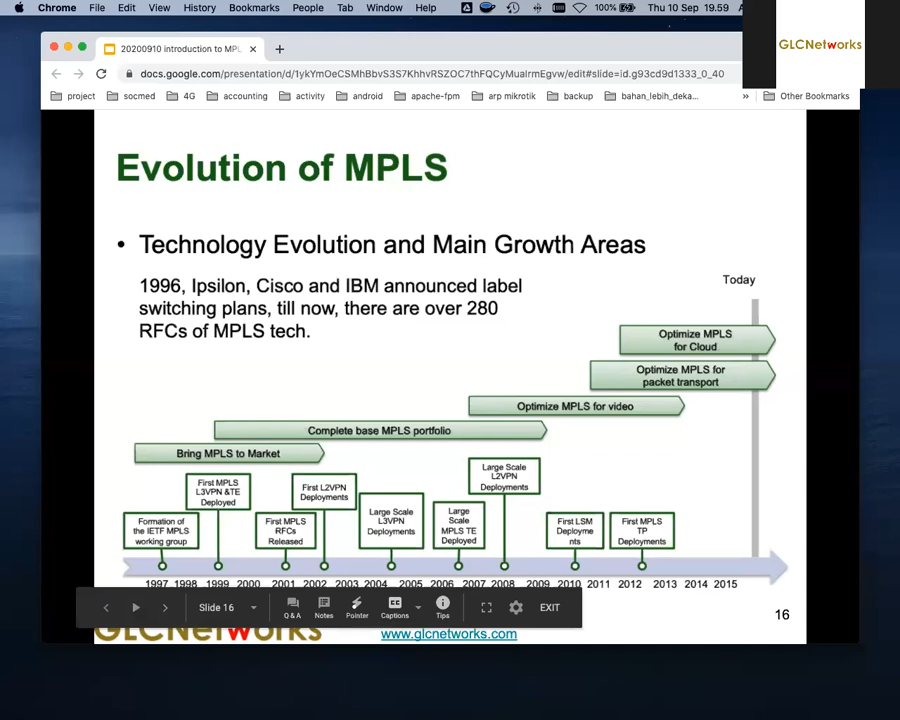 Chrome File Edit View History Bookmarks People Tab Window Help 100% Thu 10 Sep 19.59
GLCNetworks
20200910 introduction to MPL
docs.google.com/presentation/d/1ykYmOeCSMhBbvS3S7KhhvRSZOC7thFQCyMualrmEgvw/edit#slide=id.g93cd9d1333_0_40
project socmed 4G accounting activity android apache-fpm arp mikrotik backup bahan_lebih_deka... » Other Bookmarks
Evolution of MPLS
• Technology Evolution and Main Growth Areas
1996, Ipsilon, Cisco and IBM announced label
switching plans, till now, there are over 280
RFCs of MPLS tech.
Today
Optimize MPLS
for Cloud
Optimize MPLS for
packet transport
Optimize MPLS for video
Complete base MPLS portfolio
Bring MPLS to Market
Formation of
the IETF MPLS
working group
First MPLS
L3VPN &TE
Deployed
First MPLS
RFCs
Released
First L2VPN
Deployments
Large Scale
L3VPN
Deployments
Large
Scale
MPLS TE
Deployed
Large Scale
L2VPN
Deployments
First LSM
Deployme
nts
First MPLS
TP
Deployments
1997 1998 1999 2000 2001 2002 2003 2004 2005 2006 2007 2008 2009 2010 2011 2012 2013 2014 2015
Slide 16 Q & A Notes Pointer Captions Tips EXIT
16
GLCNetworks
www.glcnetworks.com